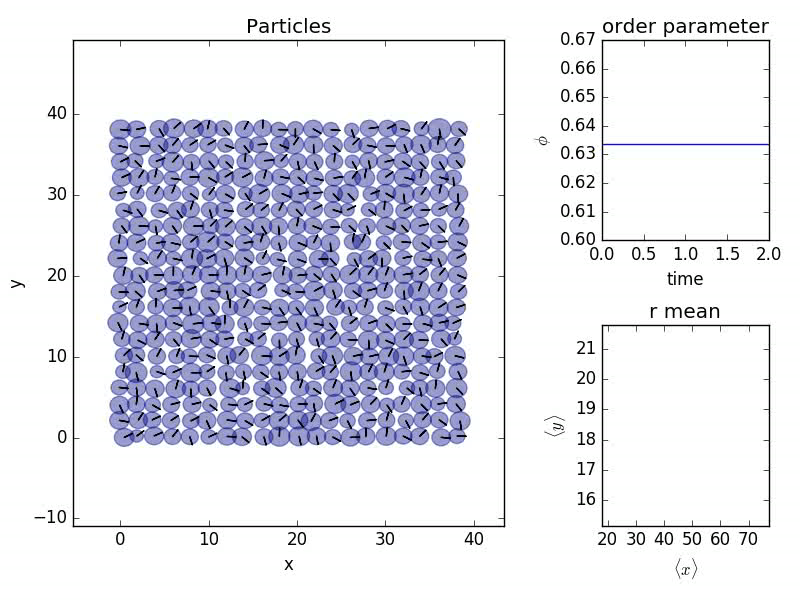 Particles
y
40
30
20
10
0
−10
0 10 20 30 40
x
order parameter
ϕ
0.67
0.66
0.65
0.64
0.63
0.62
0.61
0.60
0.0 0.5 1.0 1.5 2.0
time
r mean
⟨y⟩
21
20
19
18
17
16
20 30 40 50 60 70
⟨x⟩